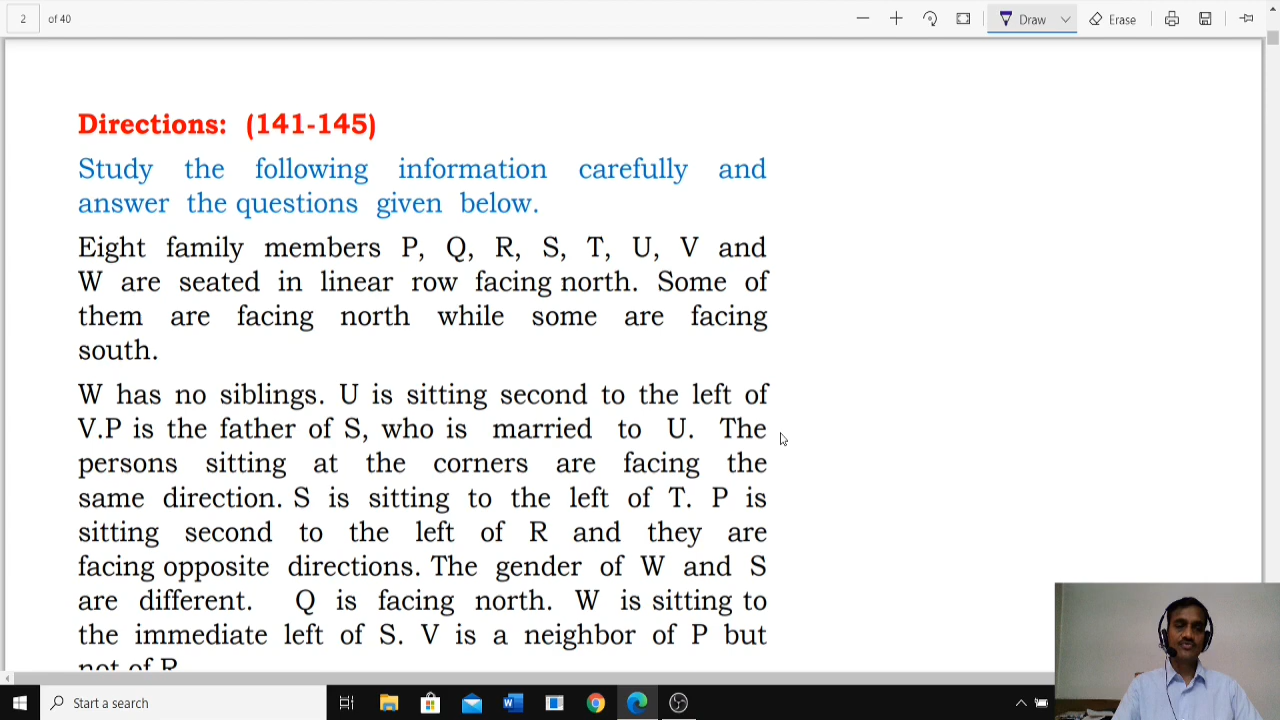 2 of 40
Draw
Erase
Directions: (141-145)
Study the following information carefully and
answer the questions given below.
Eight family members P, Q, R, S, T, U, V and
W are seated in linear row facing north. Some of
them are facing north while some are facing
south.
W has no siblings. U is sitting second to the left of
V.P is the father of S, who is married to U. The
persons sitting at the corners are facing the
same direction. S is sitting to the left of T. P is
sitting second to the left of R and they are
facing opposite directions. The gender of W and S
are different. Q is facing north. W is sitting to
the immediate left of S. V is a neighbor of P but
not of R
Start a search